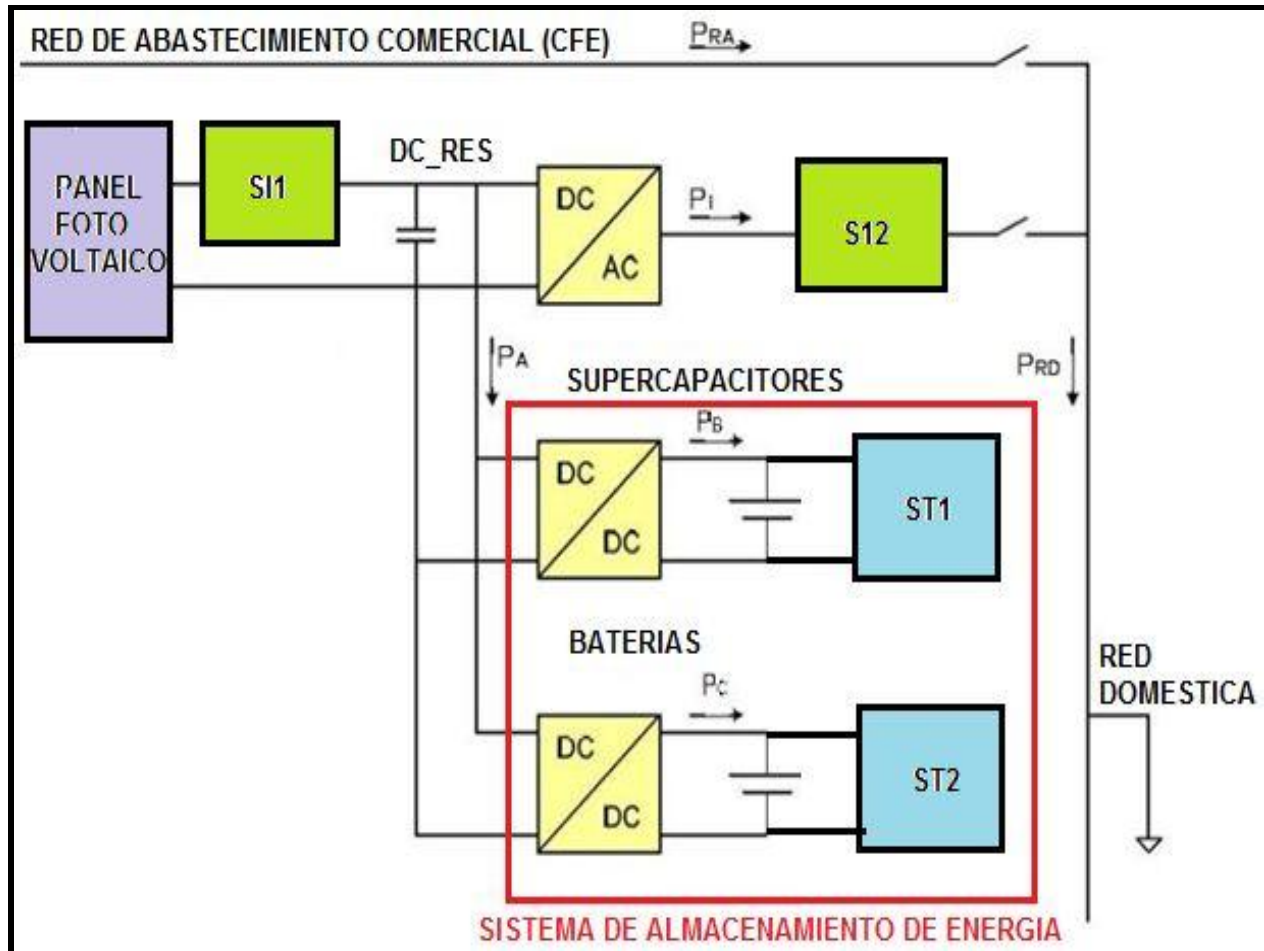 RED DE ABASTECIMIENTO COMERCIAL (CFE)
PRA
PANEL
FOTO
VOLTAICO
SI1
DC_RES
DC
AC
P1
S12
PA
SUPERCAPACITORES
PRD
DC
DC
PB
ST1
BATERIAS
DC
DC
PC
ST2
RED
DOMESTICA
SISTEMA DE ALMACENAMIENTO DE ENERGIA